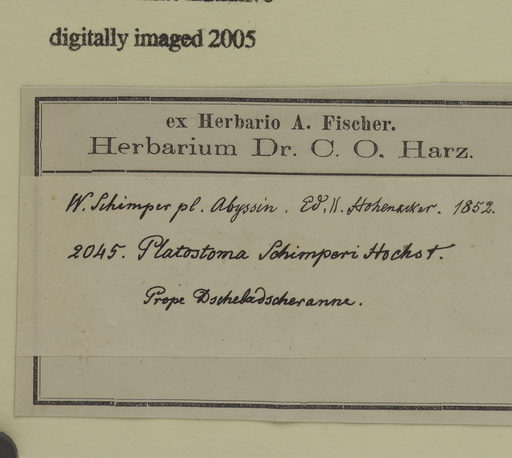 digitally imaged 2005
ex Herbario A. Fischer.
Herbarium Dr. C. O. Harz.
W. Schimper pl. Abyssin. Ed. II. Hohenacker. 1852.
2045. Platostoma Schimperi Hochst.
Prope Dscheladscheranne.